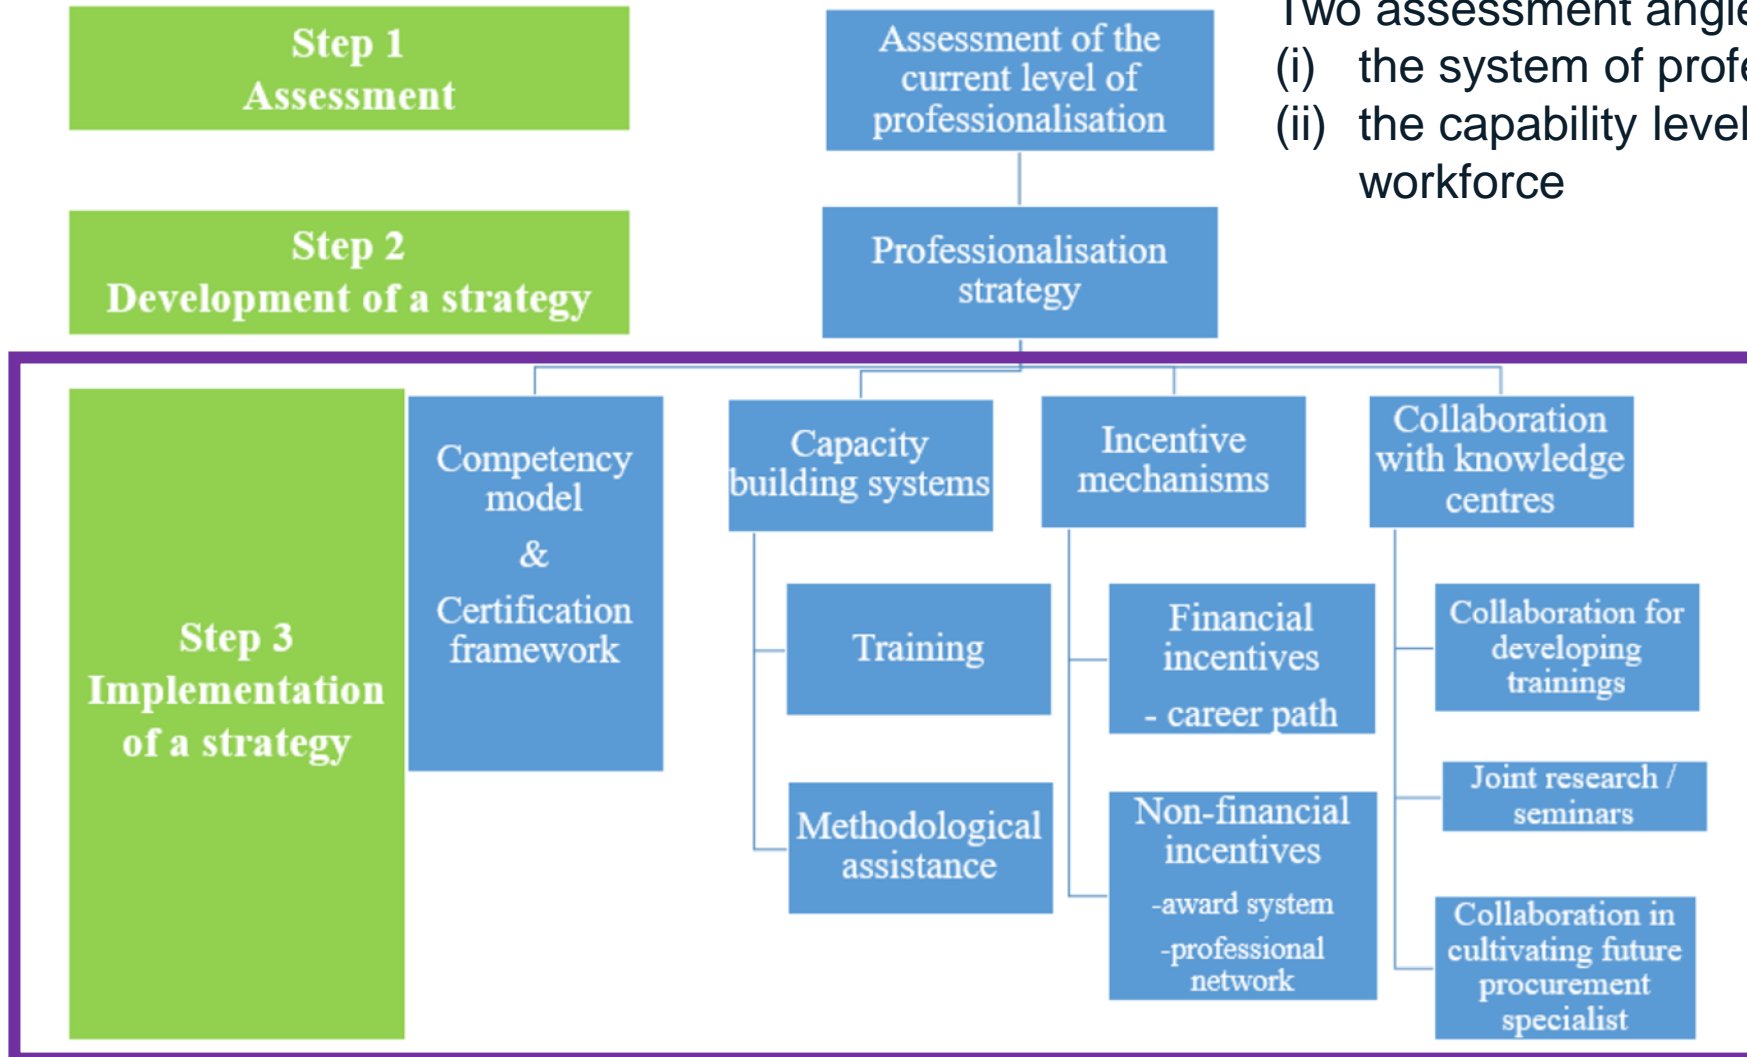 Step 1
Assessment
Assessment of the
current level of
professionalisation
Two assessment angle
(i) the system of profe
(ii) the capability level
workforce
Step 2
Development of a strategy
Professionalisation
strategy
Step 3
Implementation
of a strategy
Competency
model
&
Certification
framework
Capacity
building systems
Training
Methodological
assistance
Incentive
mechanisms
Financial
incentives
- career path
Non-financial
incentives
-award system
-professional
network
Collaboration
with knowledge
centres
Collaboration for
developing
trainings
Joint research /
seminars
Collaboration in
cultivating future
procurement
specialist